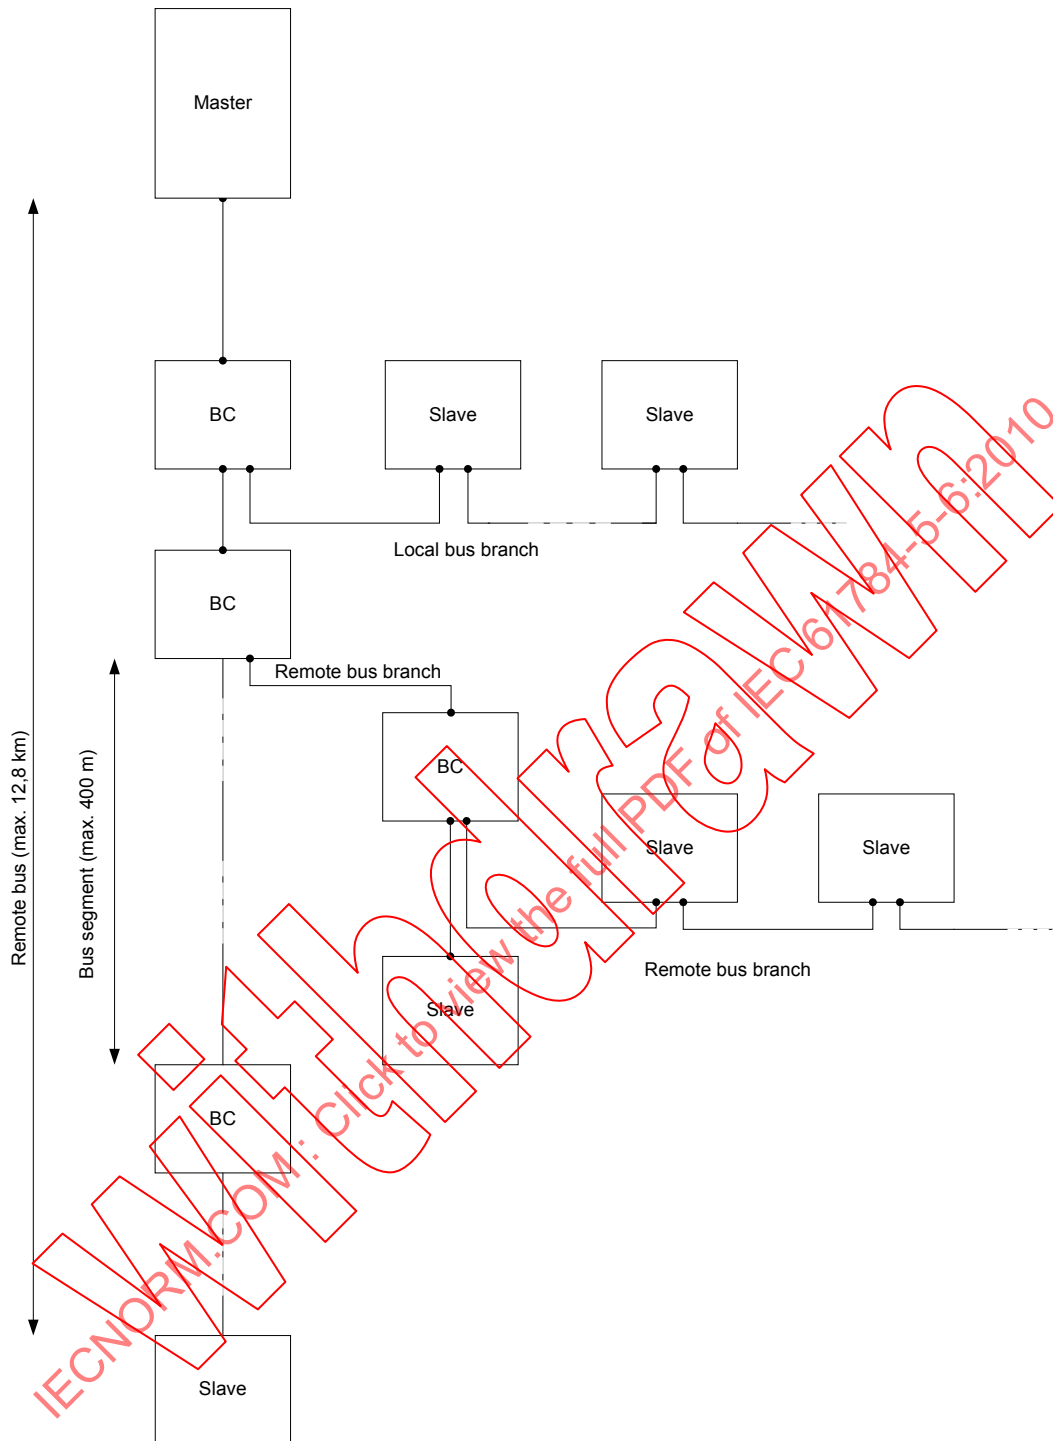 Master
BC
Slave
Slave
Local bus branch
BC
Remote bus branch
BC
Slave
Slave
Remote bus branch
Slave
BC
Slave
Remote bus (max. 12,8 km)
Bus segment (max. 400 m)
IECNORM.COM : Click to view the full PDF of IEC 61784-5-6:2010
Withdrawn